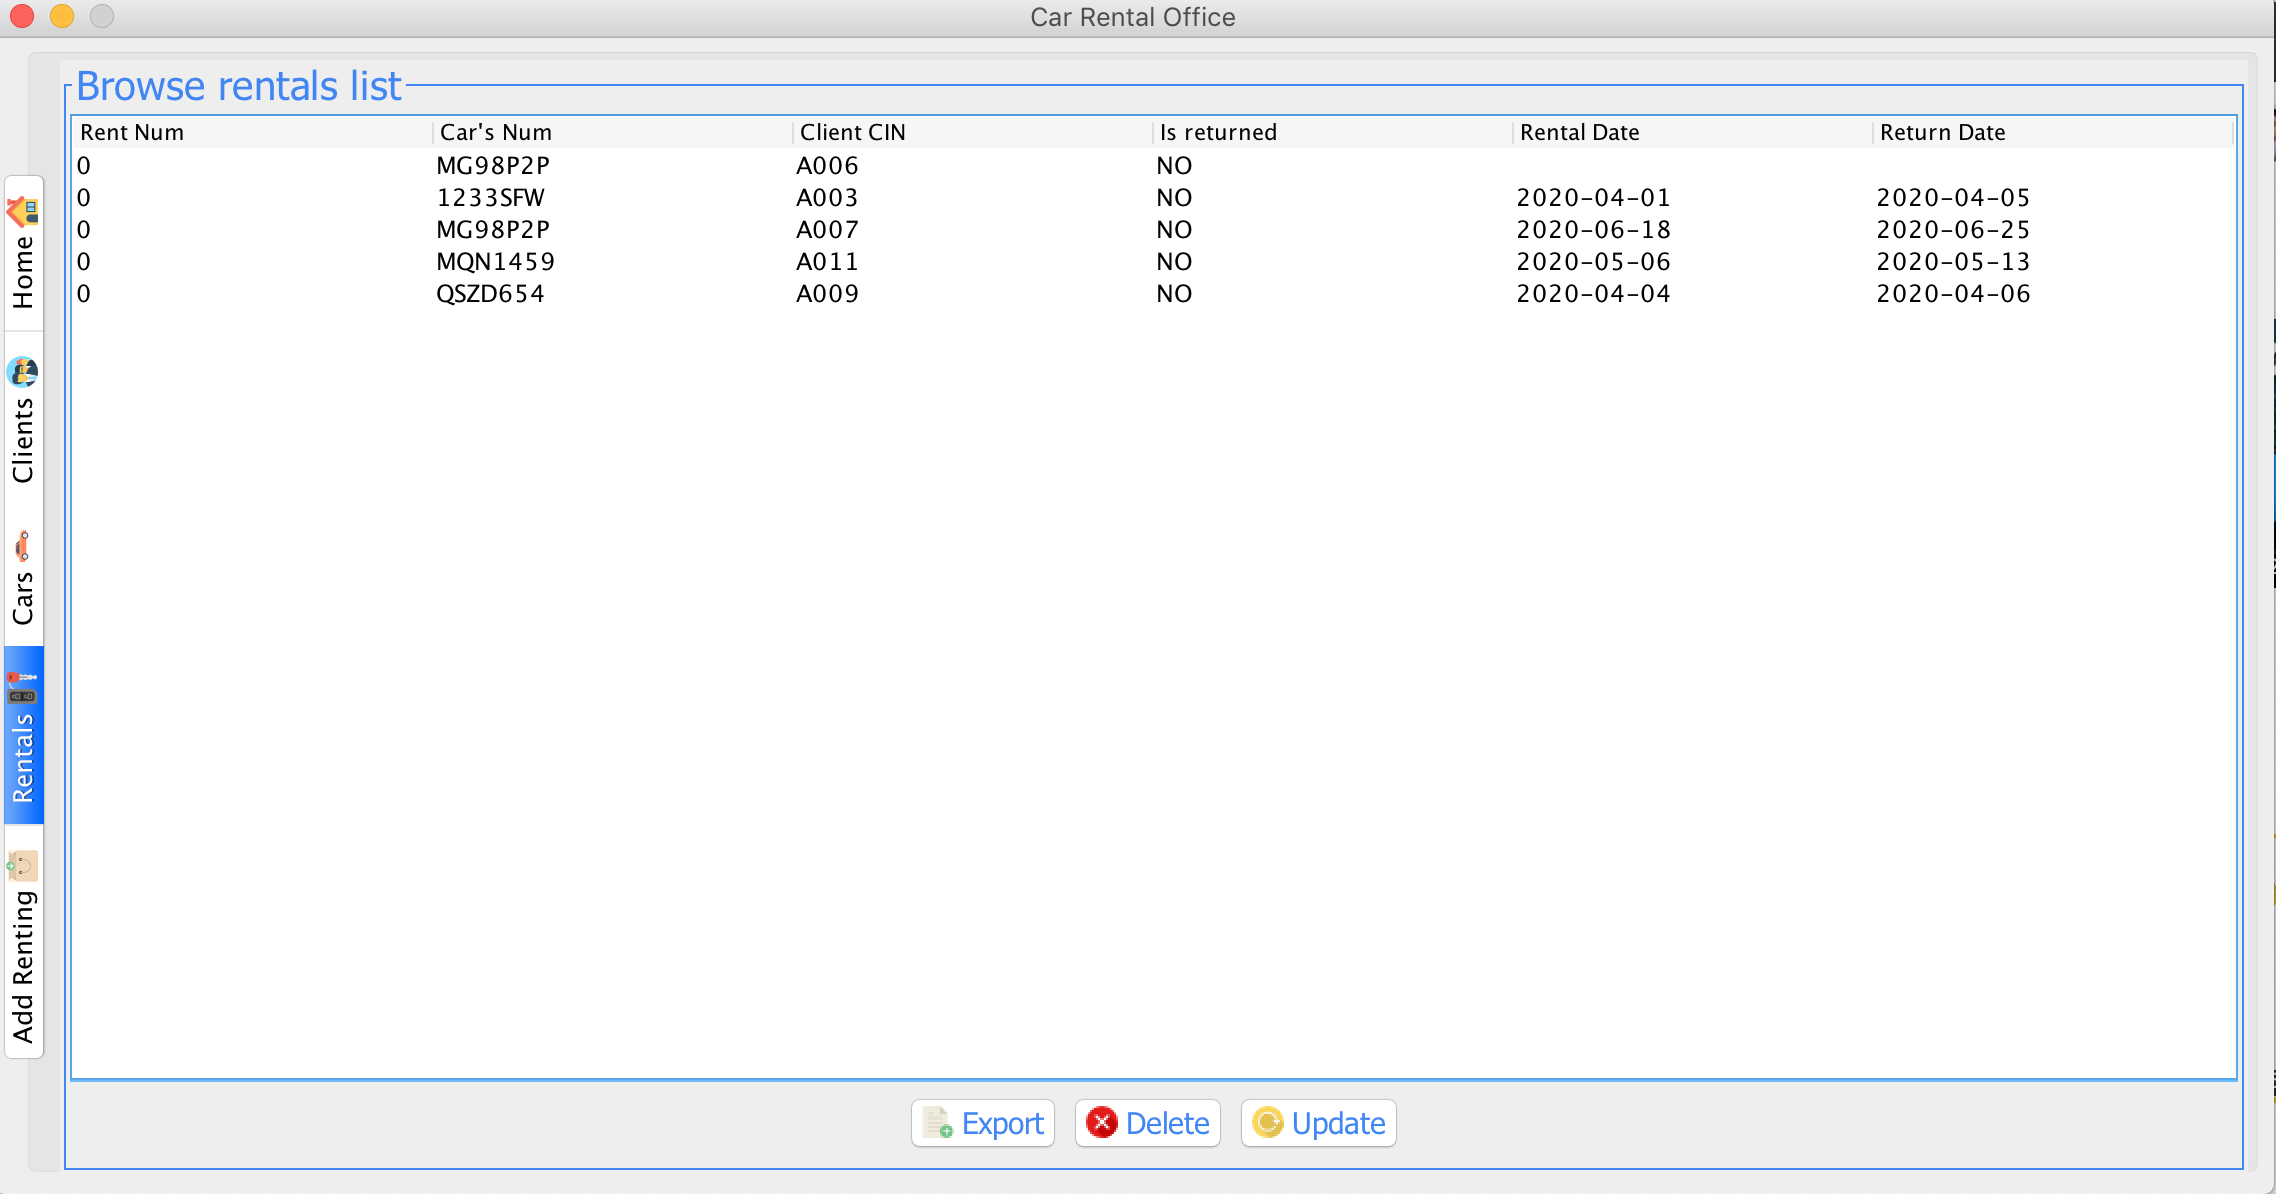 Car Rental Office
Browse rentals list
Rent Num Car's Num Client CIN Is returned Rental Date Return Date
0 MG98P2P A006 NO
0 1233SFW A003 NO 2020-04-01 2020-04-05
0 MG98P2P A007 NO 2020-06-18 2020-06-25
0 MQN1459 A011 NO 2020-05-06 2020-05-13
0 QSZD654 A009 NO 2020-04-04 2020-04-06
Home
Clients
Cars
Rentals
Add Renting
Export Delete Update